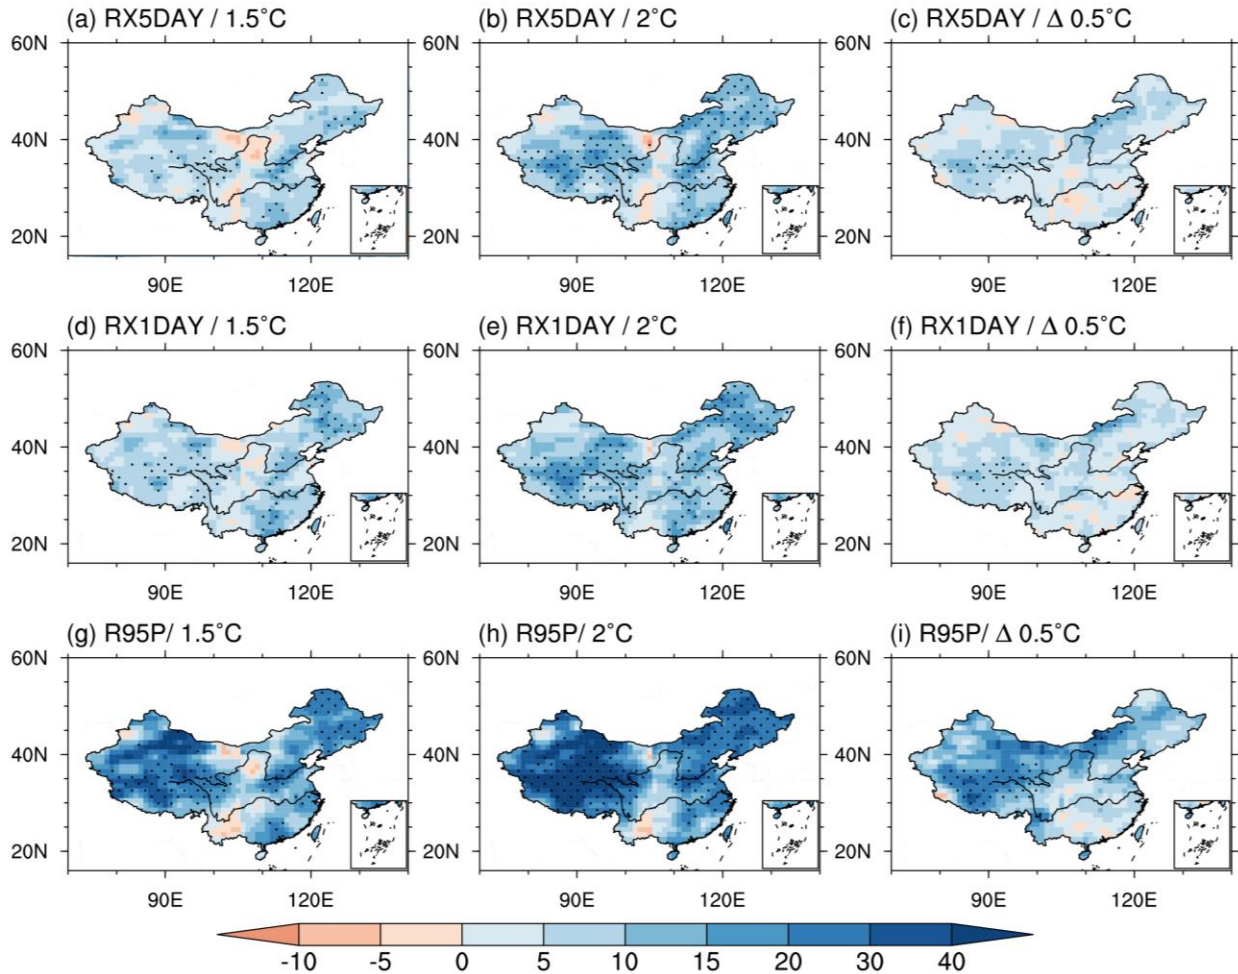 (a) RX5DAY / 1.5°C
(b) RX5DAY / 2°C
(c) RX5DAY / Δ 0.5°C
60N
60N
60N
40N
40N
40N
20N
20N
20N
90E 120E
90E 120E
90E 120E
(d) RX1DAY / 1.5°C
(e) RX1DAY / 2°C
(f) RX1DAY / Δ 0.5°C
60N
60N
60N
40N
40N
40N
20N
20N
20N
90E 120E
90E 120E
90E 120E
(g) R95P/ 1.5°C
(h) R95P/ 2°C
(i) R95P/ Δ 0.5°C
60N
60N
60N
40N
40N
40N
20N
20N
20N
90E 120E
90E 120E
90E 120E
-10 -5 0 5 10 15 20 30 40